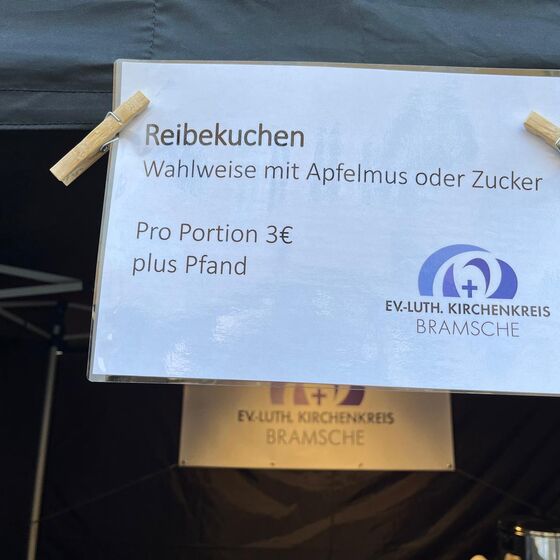 Reibekuchen
Wahlweise mit Apfelmus oder Zucker
Pro Portion 3€
plus Pfand
EV.-LUTH. KIRCHENKREIS
BRAMSCHE
EV.-LUTH. KIRCHENKREIS
BRAMSCHE